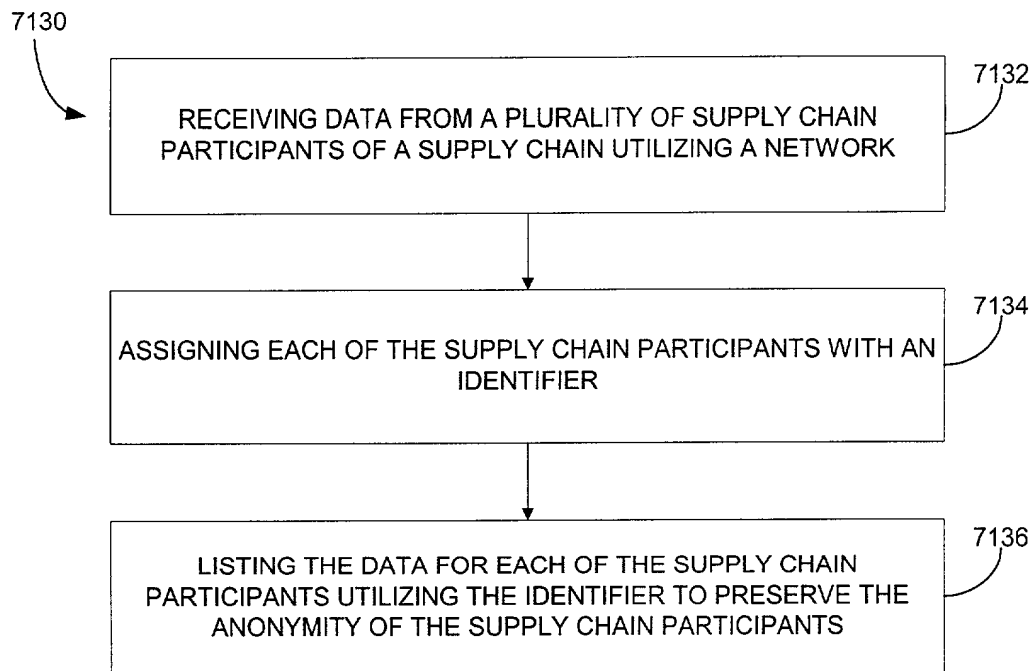 7130
7132
RECEIVING DATA FROM A PLURALITY OF SUPPLY CHAIN
PARTICIPANTS OF A SUPPLY CHAIN UTILIZING A NETWORK
7134
ASSIGNING EACH OF THE SUPPLY CHAIN PARTICIPANTS WITH AN
IDENTIFIER
7136
LISTING THE DATA FOR EACH OF THE SUPPLY CHAIN
PARTICIPANTS UTILIZING THE IDENTIFIER TO PRESERVE THE
ANONYMITY OF THE SUPPLY CHAIN PARTICIPANTS